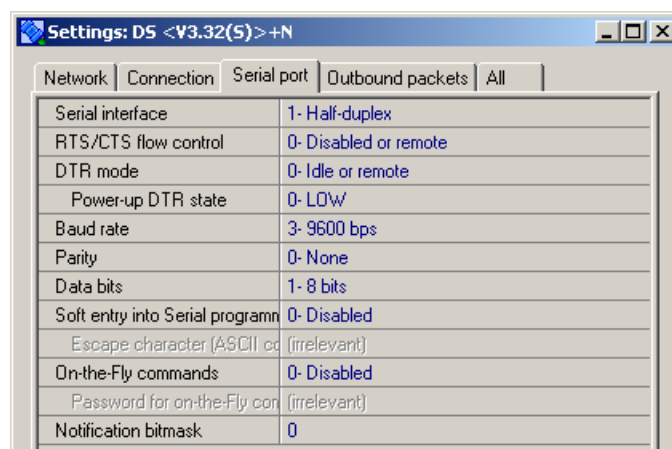 Settings: DS <V3.32(S)>+N
Network Connection Serial port Outbound packets All
Serial interface 1- Half-duplex
RTS/CTS flow control 0- Disabled or remote
DTR mode 0- Idle or remote
Power-up DTR state 0- LOW
Baud rate 3- 9600 bps
Parity 0- None
Data bits 1- 8 bits
Soft entry into Serial programn 0- Disabled
Escape character (ASCII co (irrelevant)
On-the-Fly commands 0- Disabled
Password for on-the-Fly con (irrelevant)
Notification bitmask 0